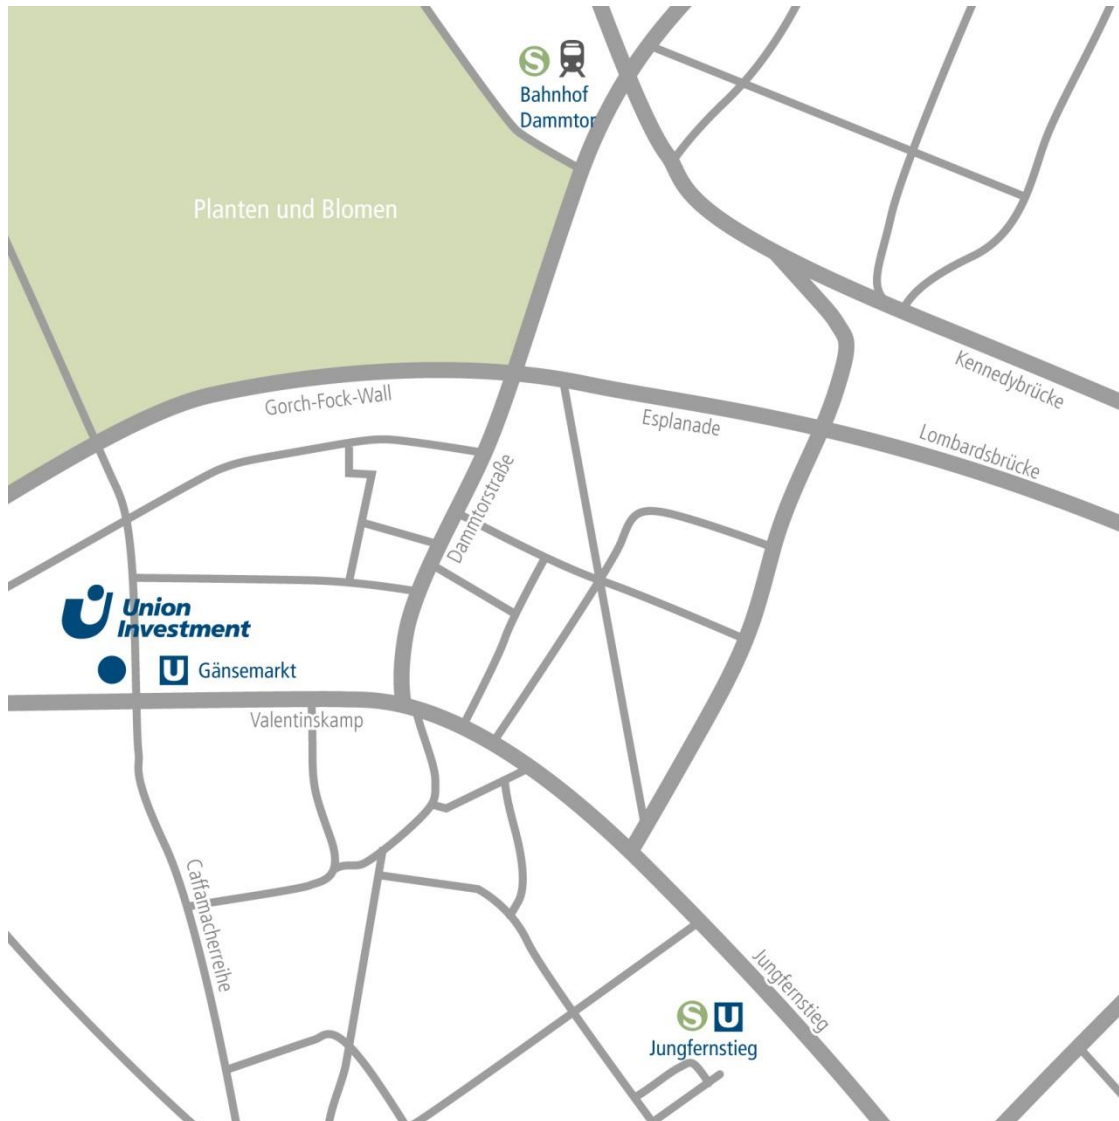 S
Bahnhof
Dammtor
Planten und Blomen
Kennedybrücke
Gorch-Fock-Wall
Esplanade
Lombardsbrücke
Dammtorstraße
Union
Investment
U
Gänsemarkt
Valentinskamp
Caffamacherreihe
Jungfernstieg
S U
Jungfernstieg